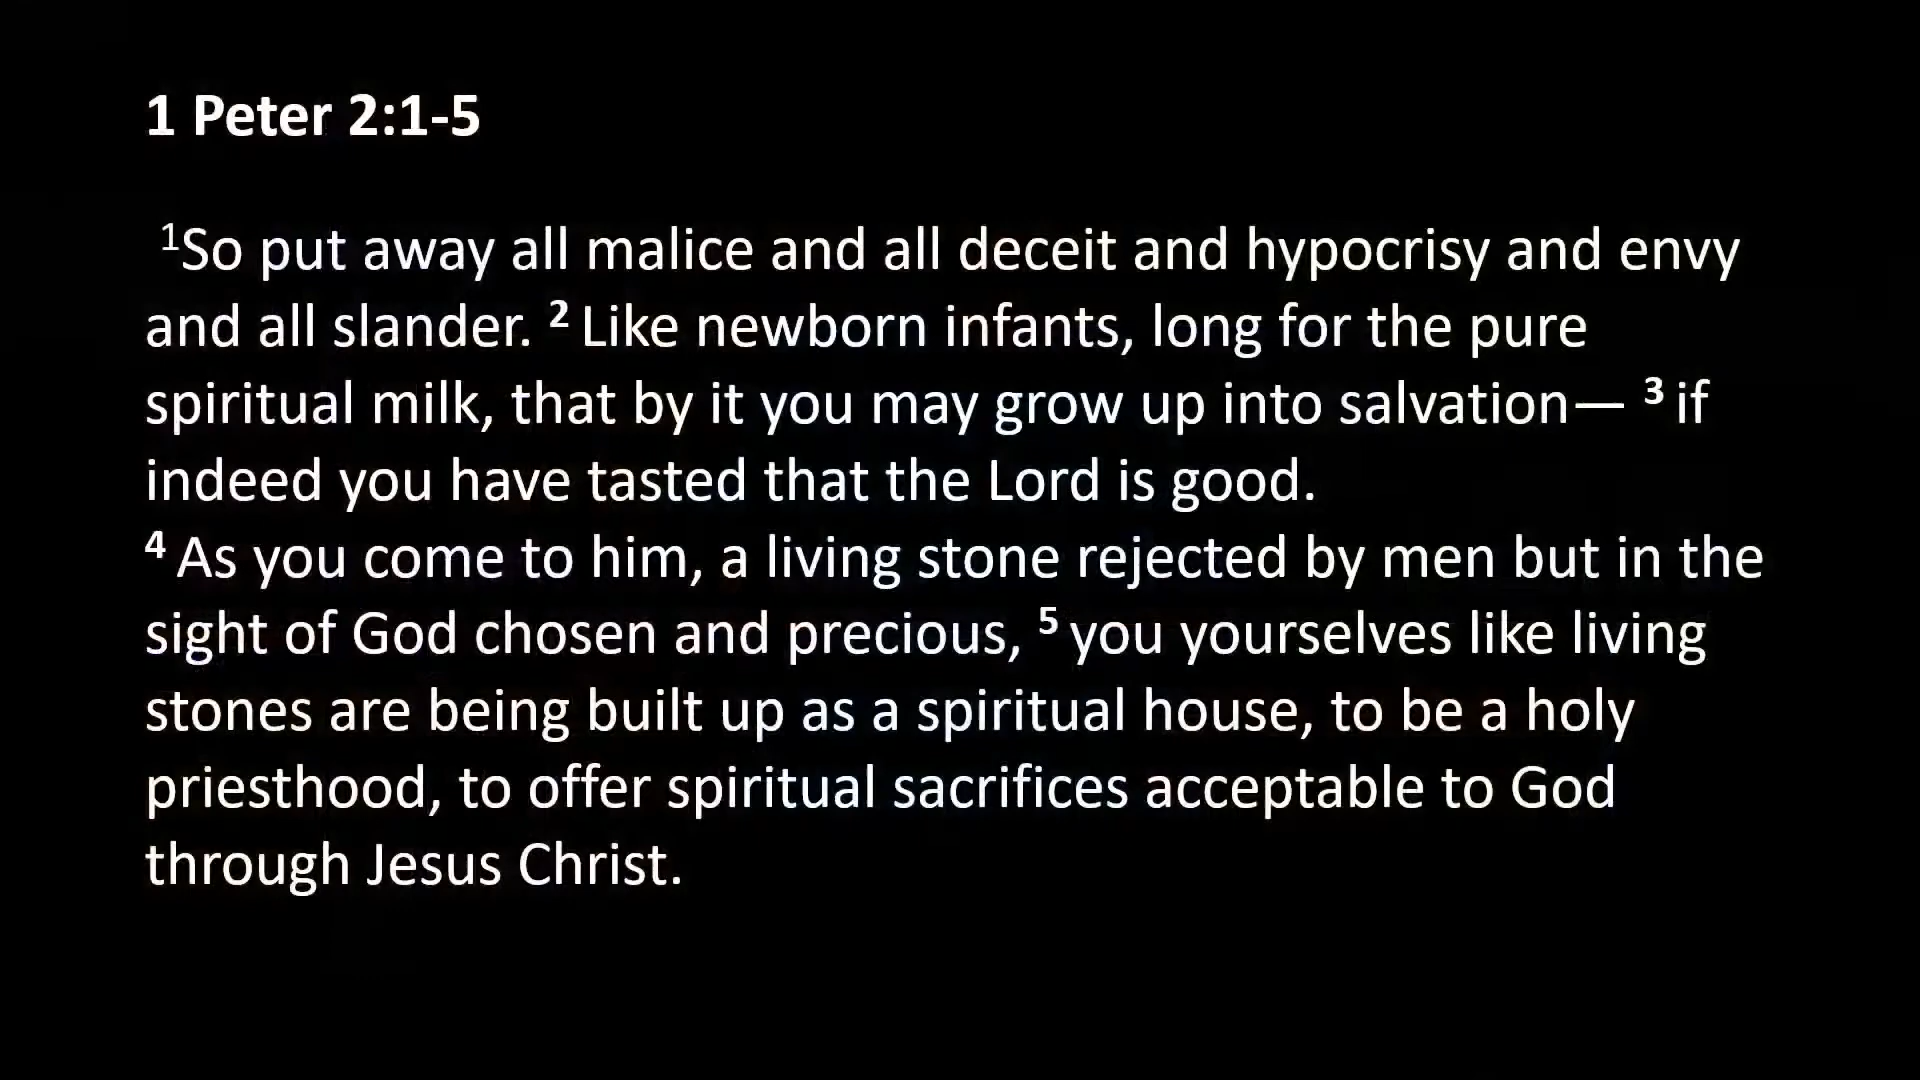 1 Peter 2:1-5
¹So put away all malice and all deceit and hypocrisy and envy
and all slander. ² Like newborn infants, long for the pure
spiritual milk, that by it you may grow up into salvation— ³ if
indeed you have tasted that the Lord is good.
⁴ As you come to him, a living stone rejected by men but in the
sight of God chosen and precious, ⁵ you yourselves like living
stones are being built up as a spiritual house, to be a holy
priesthood, to offer spiritual sacrifices acceptable to God
through Jesus Christ.